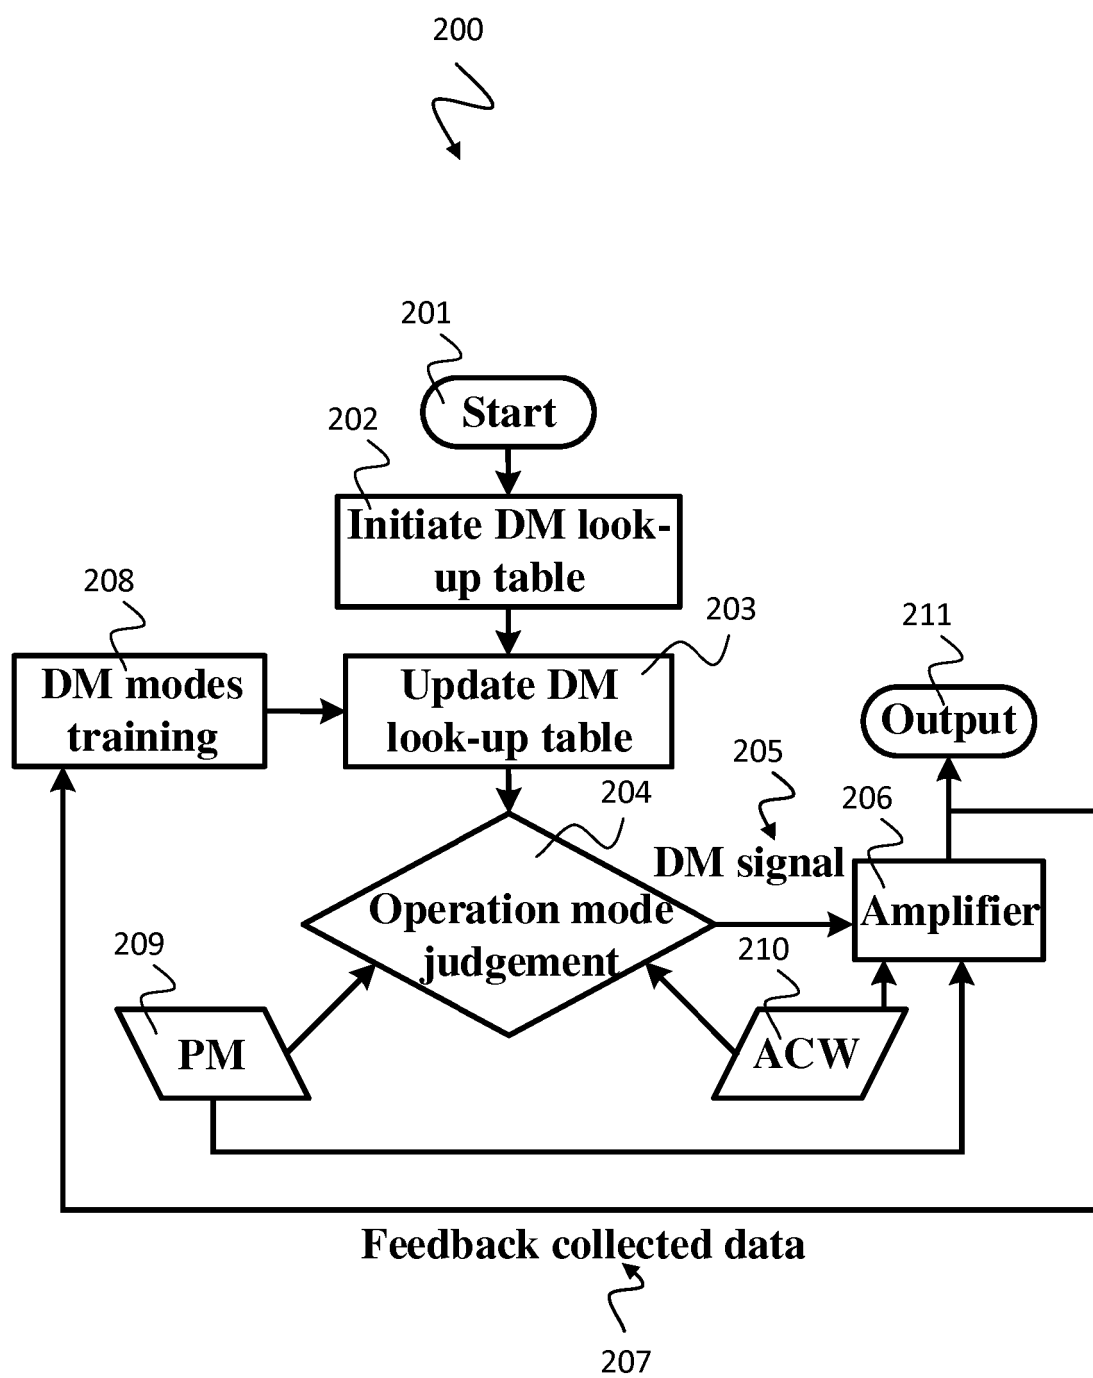 200
201
Start
202
Initiate DM look-
up table
208
203
211
DM modes
training
Update DM
look-up table
Output
205
204
206
DM signal
Operation mode
judgement
Amplifier
209
210
PM
ACW
Feedback collected data
207